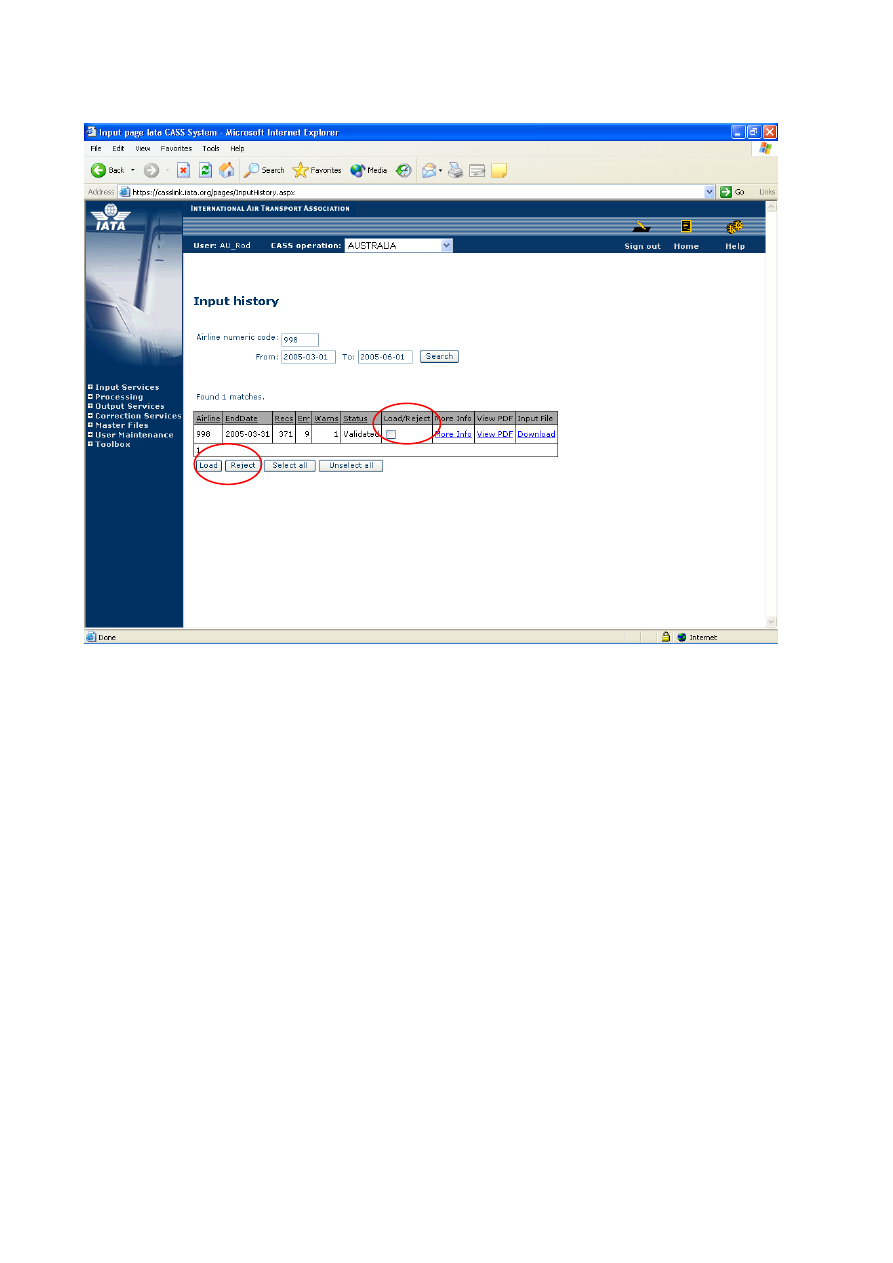 Input page Iata CASS System - Microsoft Internet Explorer
File Edit View Favorites Tools Help
Back Search Favorites Media
Address https://casslink.iata.org/pages/InputHistory.aspx Go Links
IATA
INTERNATIONAL AIR TRANSPORT ASSOCIATION
User: AU_Rod CASS operation: AUSTRALIA Sign out Home Help
Input history
Airline numeric code: 998
From: 2005-03-01 To: 2005-06-01 Search
Input Services
Processing
Output Services
Correction Services
Master Files
User Maintenance
Toolbox
Found 1 matches.
Airline EndDate Recs Err Warns Status Load/Reject More Info View PDF Input File
998 2005-03-31 371 9 1 Validated More Info View PDF Download
1
Load Reject Select all Unselect all
Done Internet